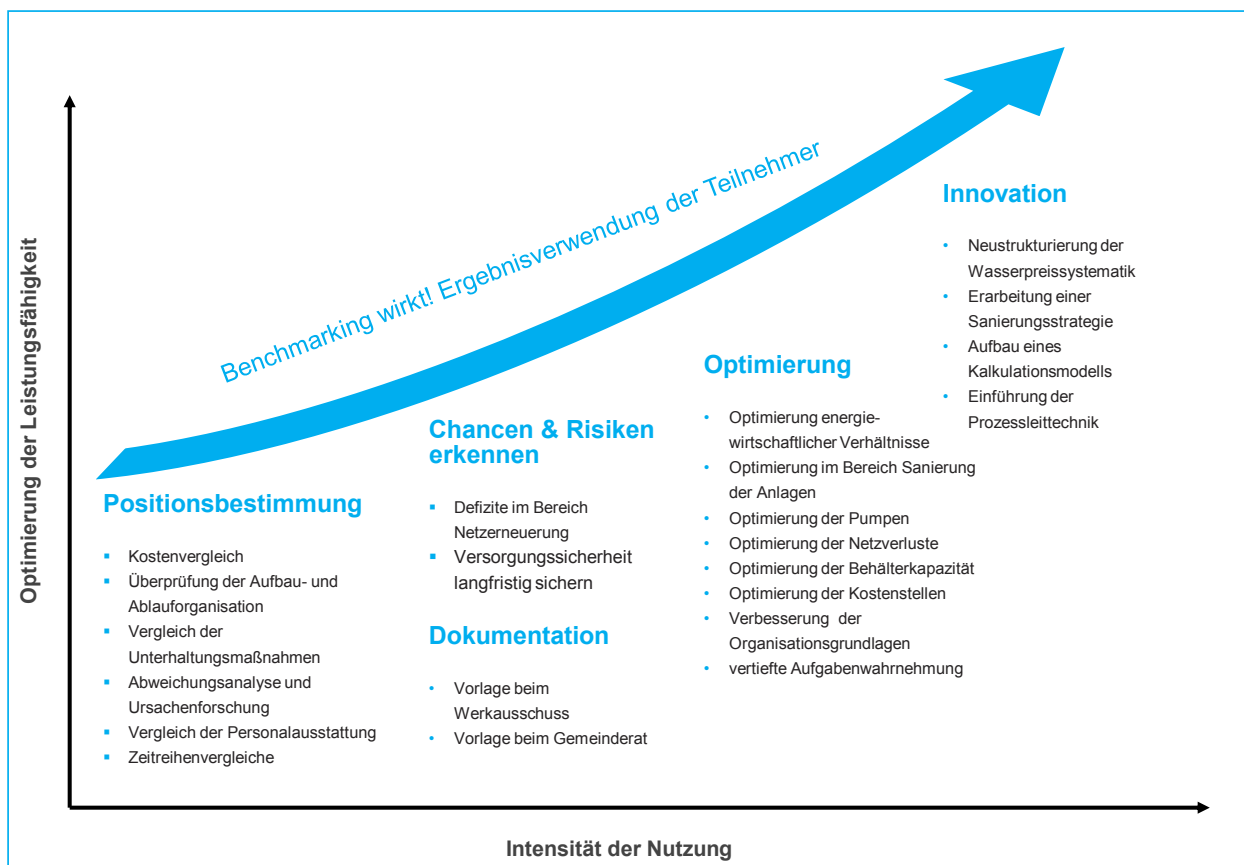 Optimierung der Leistungsfähigkeit
Benchmarking wirkt! Ergebnisverwendung der Teilnehmer
Positionsbestimmung
Kostenvergleich
Überprüfung der Aufbau- und
Ablauforganisation
Vergleich der
Unterhaltungsmaßnahmen
Abweichungsanalyse und
Ursachenforschung
Vergleich der Personalausstattung
Zeitreihenvergleiche
Chancen & Risiken
erkennen
Defizite im Bereich
Netzerneuerung
Versorgungssicherheit
langfristig sichern
Dokumentation
Vorlage beim
Werkausschuss
Vorlage beim Gemeinderat
Optimierung
Optimierung energie-
wirtschaftlicher Verhältnisse
Optimierung im Bereich Sanierung
der Anlagen
Optimierung der Pumpen
Optimierung der Netzverluste
Optimierung der Behälterkapazität
Optimierung der Kostenstellen
Verbesserung der
Organisationsgrundlagen
vertiefte Aufgabenwahrnehmung
Innovation
Neustrukturierung der
Wasserpreissystematik
Erarbeitung einer
Sanierungsstrategie
Aufbau eines
Kalkulationsmodells
Einführung der
Prozessleittechnik
Intensität der Nutzung